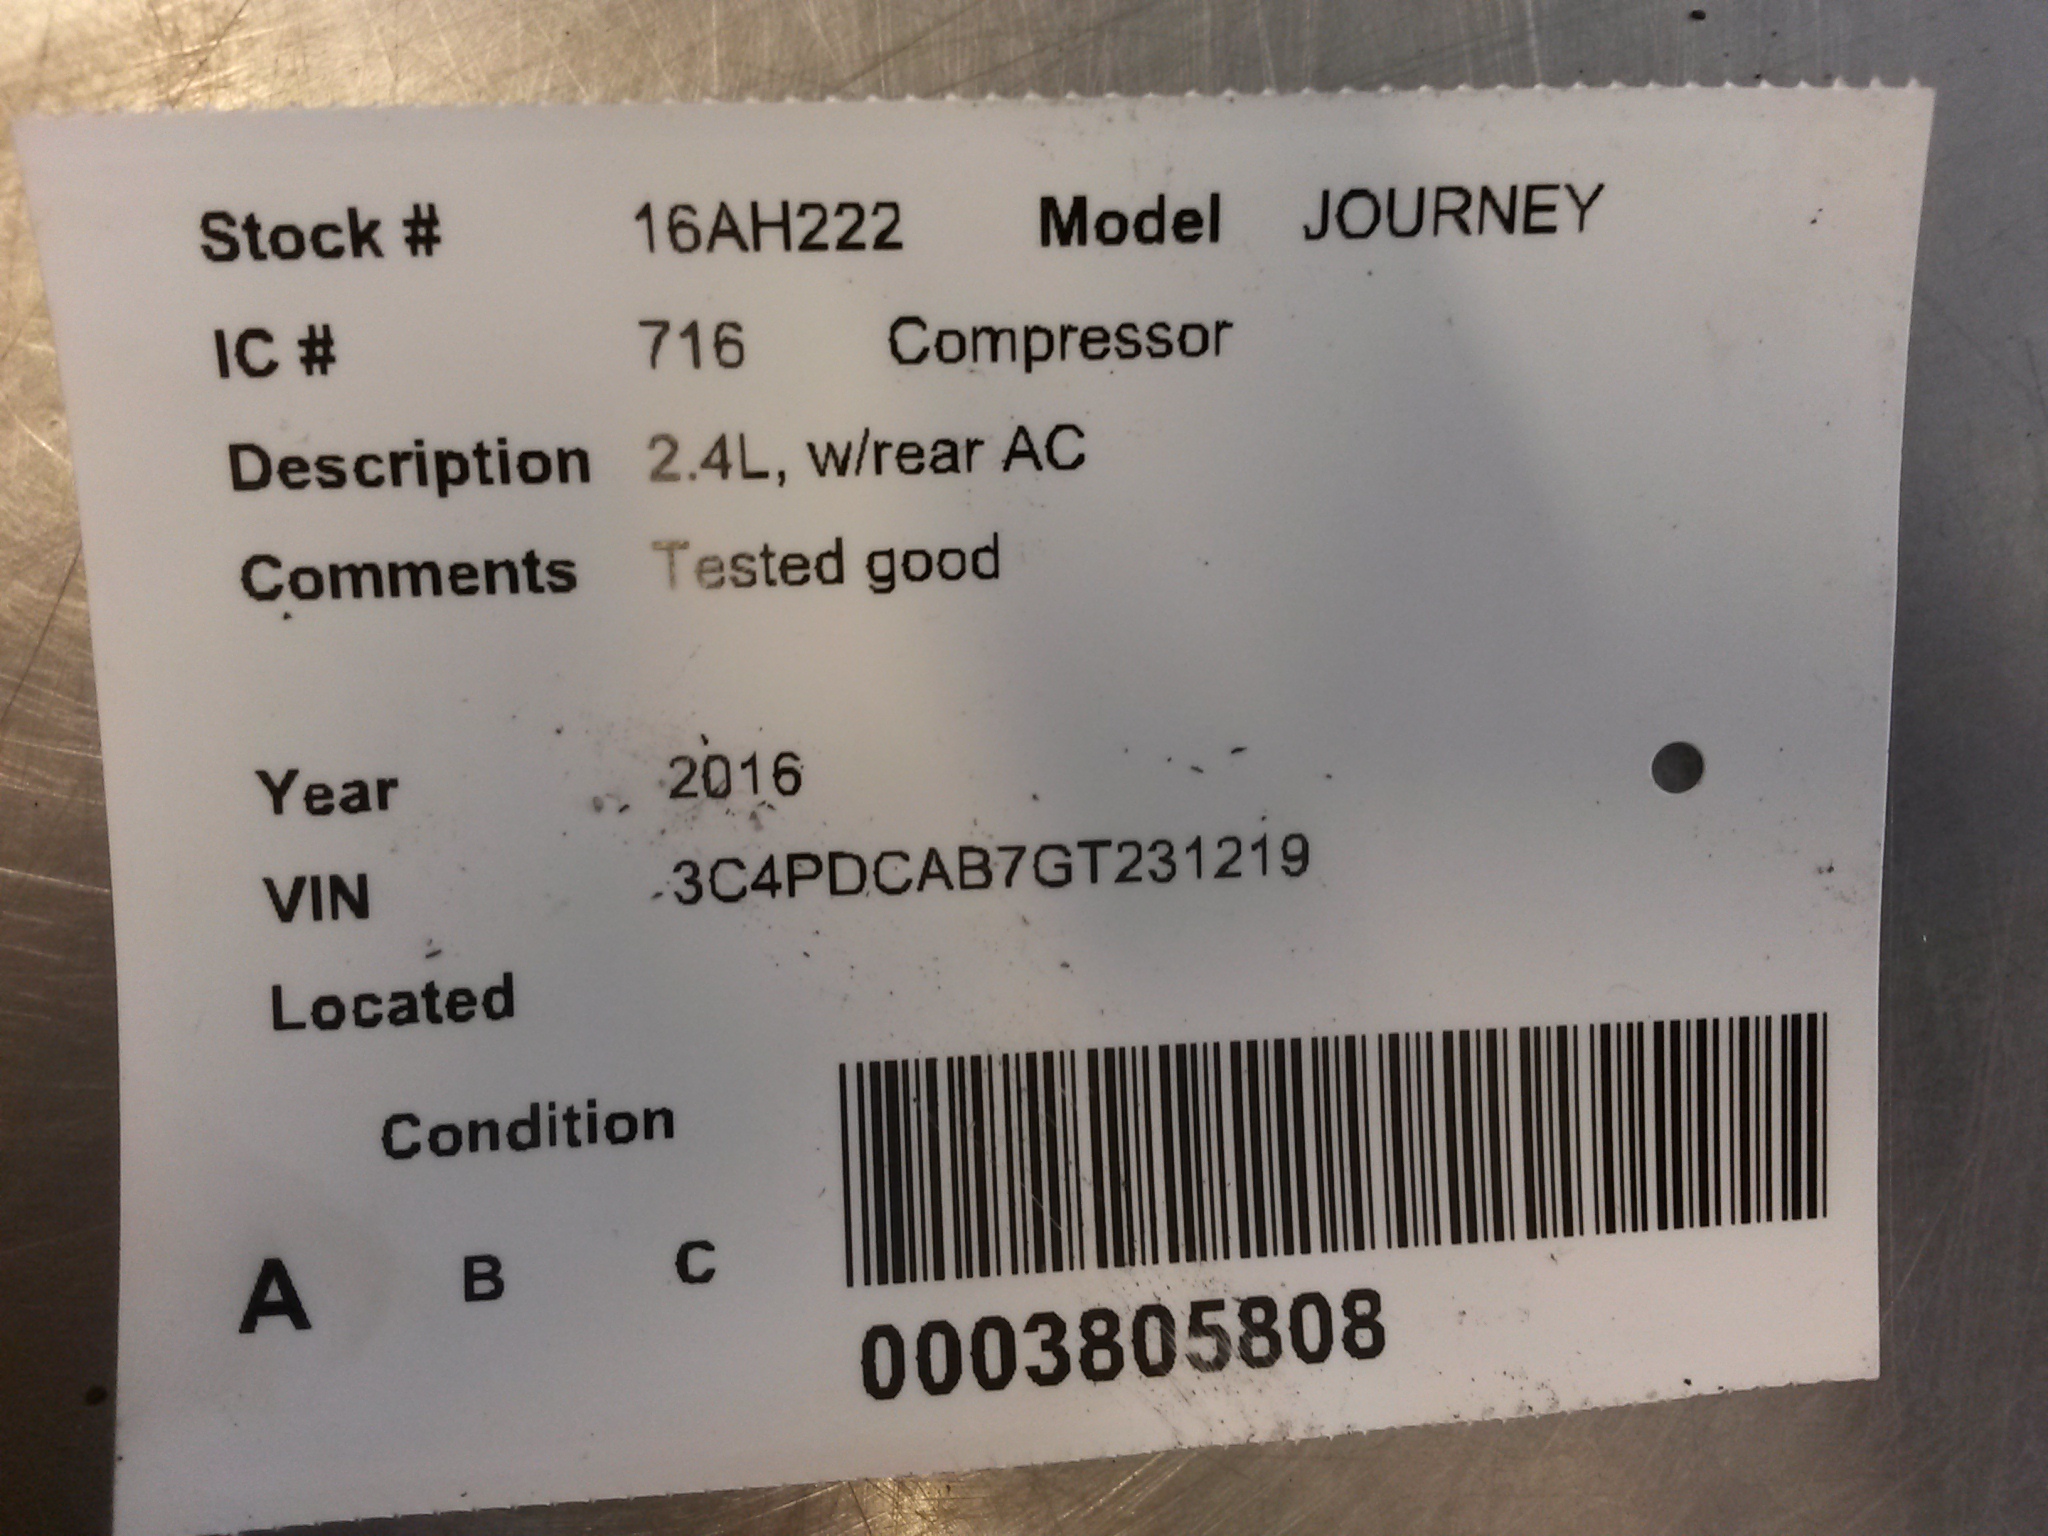 Stock # 16AH222 Model JOURNEY
IC # 716 Compressor
Description 2.4L, w/rear AC
Comments Tested good
Year 2016
VIN 3C4PDCAB7GT231219
Located
Condition
A B C
0003805808